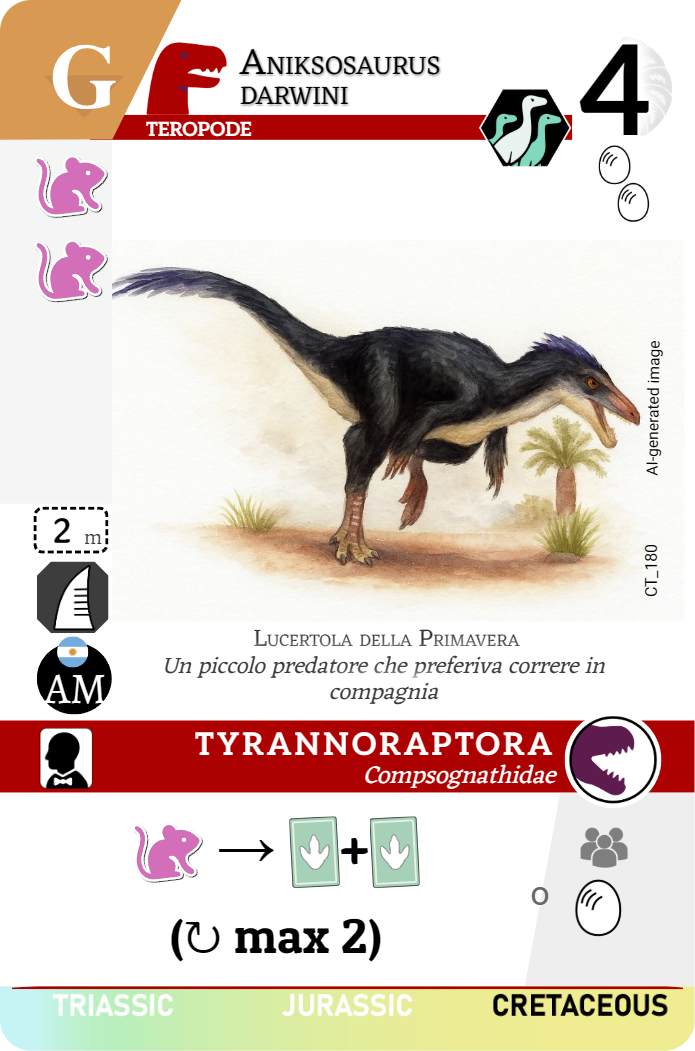 G
ANIKSOSAURUS
DARWINI
TEROPODE
4
2 m
AI-generated image
CT_180
AM
LUCERTOLA DELLA PRIMAVERA
Un piccolo predatore che preferiva correre in
compagnia
TYRANNORAPTORA
Compsognathidae
→ +
(↻ max 2)
O
TRIASSIC JURASSIC CRETACEOUS